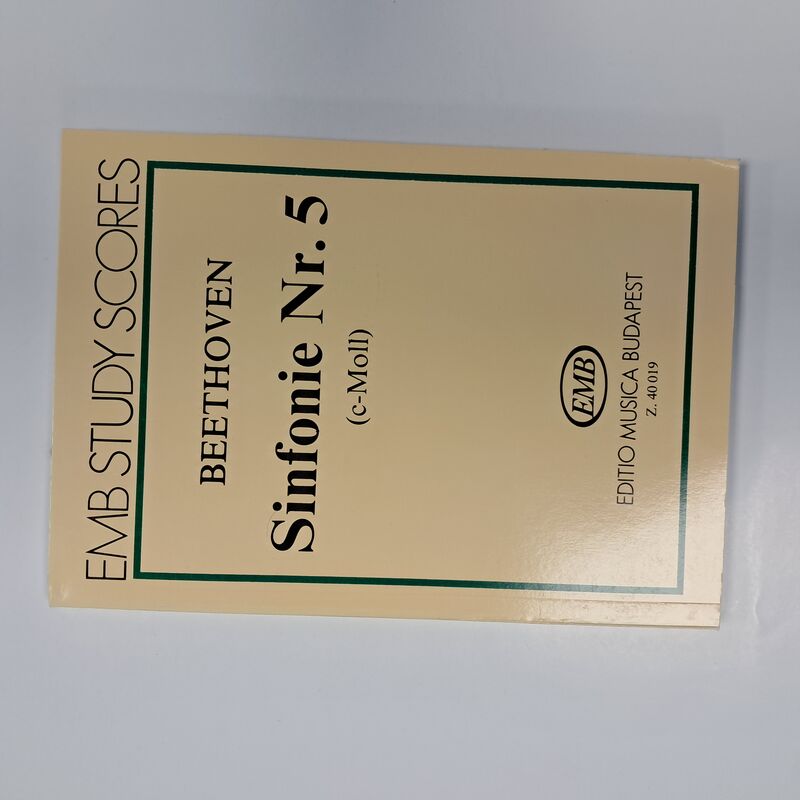 EMB STUDY SCORES
BEETHOVEN
Sinfonie Nr. 5
(c-Moll)
EMB
EDITIO MUSICA BUDAPEST
Z. 40 019